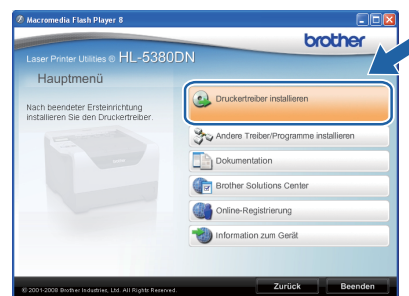 Macromedia Flash Player 8
brother
Laser Printer Utilities ® HL-5380DN
Hauptmenü
Nach beendeter Ersteinrichtung
installieren Sie den Druckertreiber.
Druckertreiber installieren
Andere Treiber/Programme installieren
Dokumentation
Brother Solutions Center
Online-Registrierung
Information zum Gerät
© 2001-2008 Brother Industries, Ltd. All Rights Reserved.
Zurück
Beenden